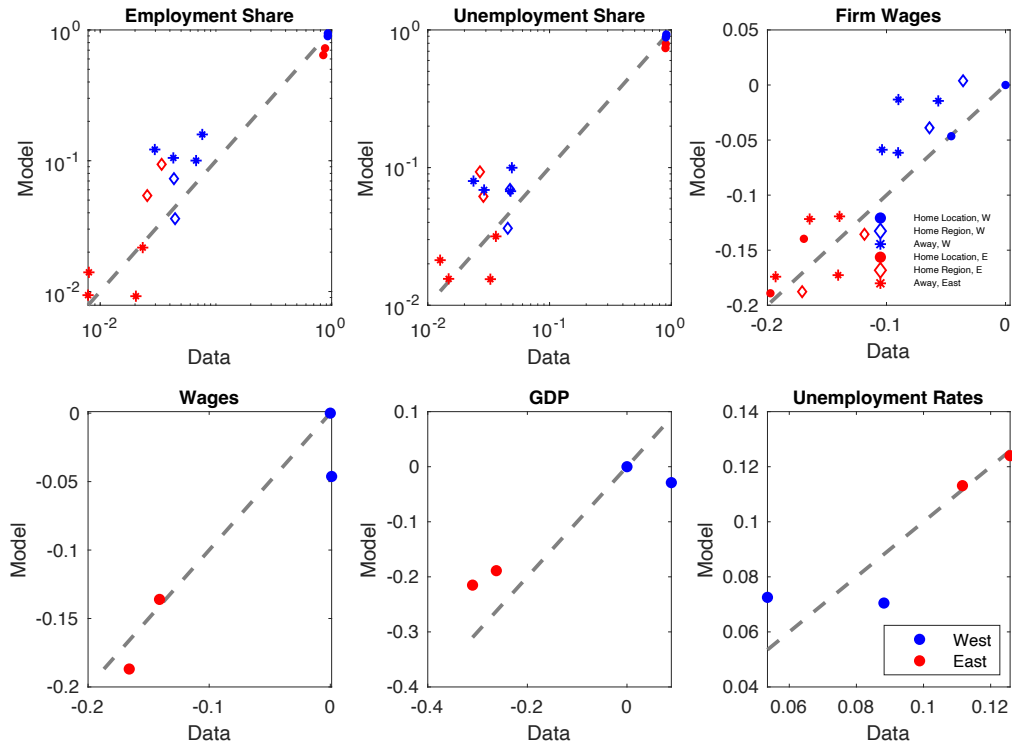 Employment Share
Model
10^0
10^-1
10^-2
10^-2
10^-1
10^0
Data
Unemployment Share
Model
10^0
10^-1
10^-2
10^-2
10^-1
10^0
Data
Firm Wages
Model
0.05
0
-0.05
-0.1
-0.15
-0.2
-0.2
-0.1
0
Data
Home Location, W
Home Region, W
Away, W
Home Location, E
Home Region, E
Away, East
Wages
Model
0
-0.05
-0.1
-0.15
-0.2
-0.2
-0.1
0
Data
GDP
Model
0.1
0
-0.1
-0.2
-0.3
-0.4
-0.4
-0.2
0
Data
Unemployment Rates
Model
0.14
0.12
0.1
0.08
0.06
0.04
0.06
0.08
0.1
0.12
Data
West
East